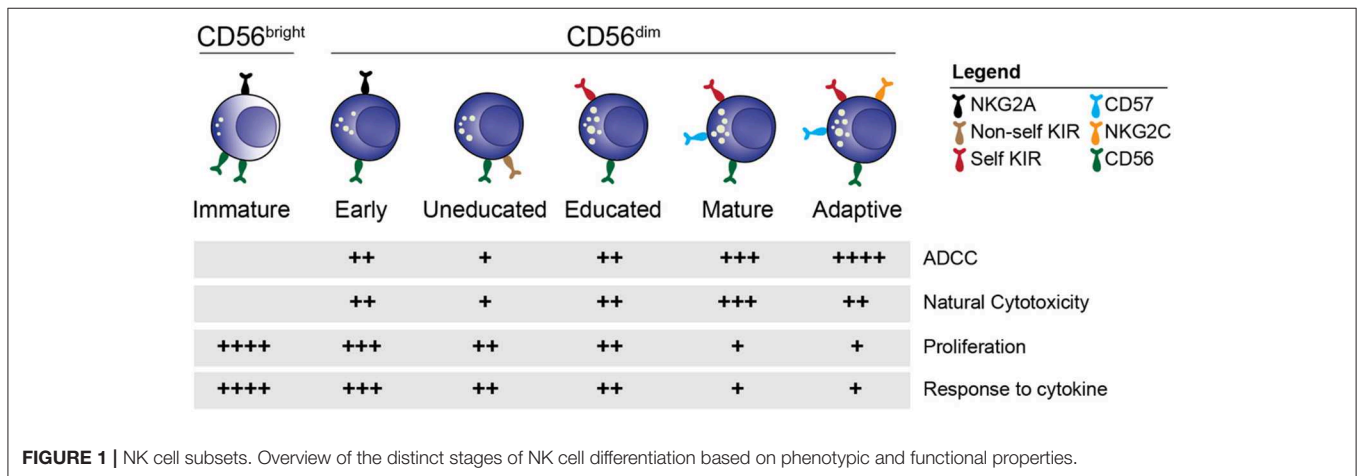 CD56bright CD56dim
Legend
NKG2A CD57
Non-self KIR NKG2C
Self KIR CD56
Immature Early Uneducated Educated Mature Adaptive
++ + ++ +++ ++++ ADCC
++ + ++ +++ ++ Natural Cytotoxicity
++++ +++ ++ ++ + + Proliferation
++++ +++ ++ ++ + + Response to cytokine
FIGURE 1 | NK cell subsets. Overview of the distinct stages of NK cell differentiation based on phenotypic and functional properties.